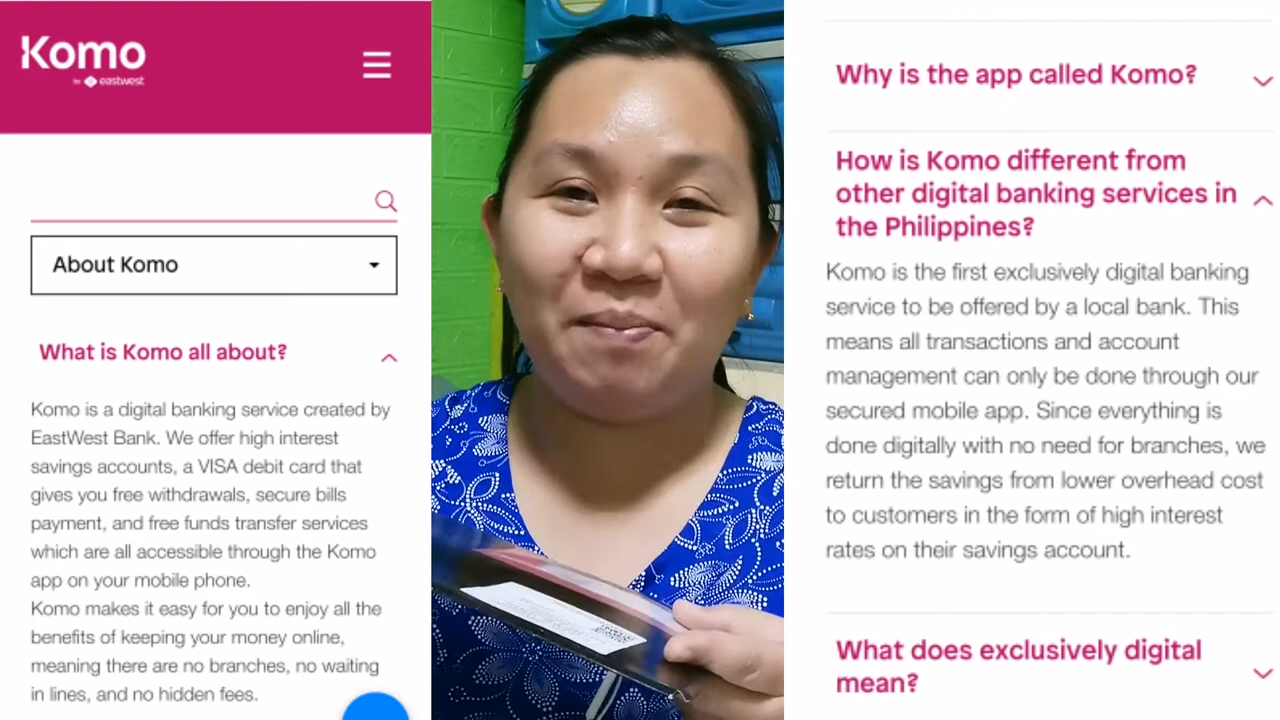 Komo
by eastwest
About Komo
What is Komo all about?
Komo is a digital banking service created by
EastWest Bank. We offer high interest
savings accounts, a VISA debit card that
gives you free withdrawals, secure bills
payment, and free funds transfer services
which are all accessible through the Komo
app on your mobile phone.
Komo makes it easy for you to enjoy all the
benefits of keeping your money online,
meaning there are no branches, no waiting
in lines, and no hidden fees.
Why is the app called Komo?
How is Komo different from
other digital banking services in
the Philippines?
Komo is the first exclusively digital banking
service to be offered by a local bank. This
means all transactions and account
management can only be done through our
secured mobile app. Since everything is
done digitally with no need for branches, we
return the savings from lower overhead cost
to customers in the form of high interest
rates on their savings account.
What does exclusively digital
mean?